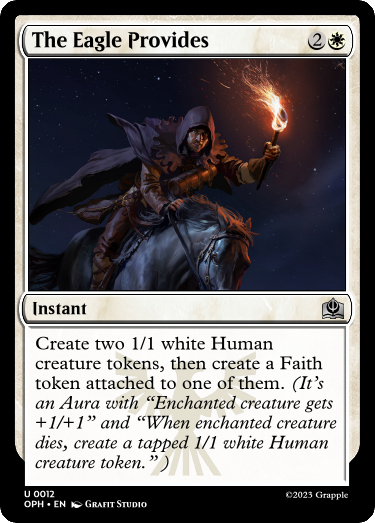 The Eagle Provides 2
Instant
Create two 1/1 white Human
creature tokens, then create a Faith
token attached to one of them. (It's
an Aura with “Enchanted creature gets
+1/+1” and “When enchanted creature
dies, create a tapped 1/1 white Human
creature token.”)
U 0012
OPH • EN Grafit Studio
©2023 Grapple